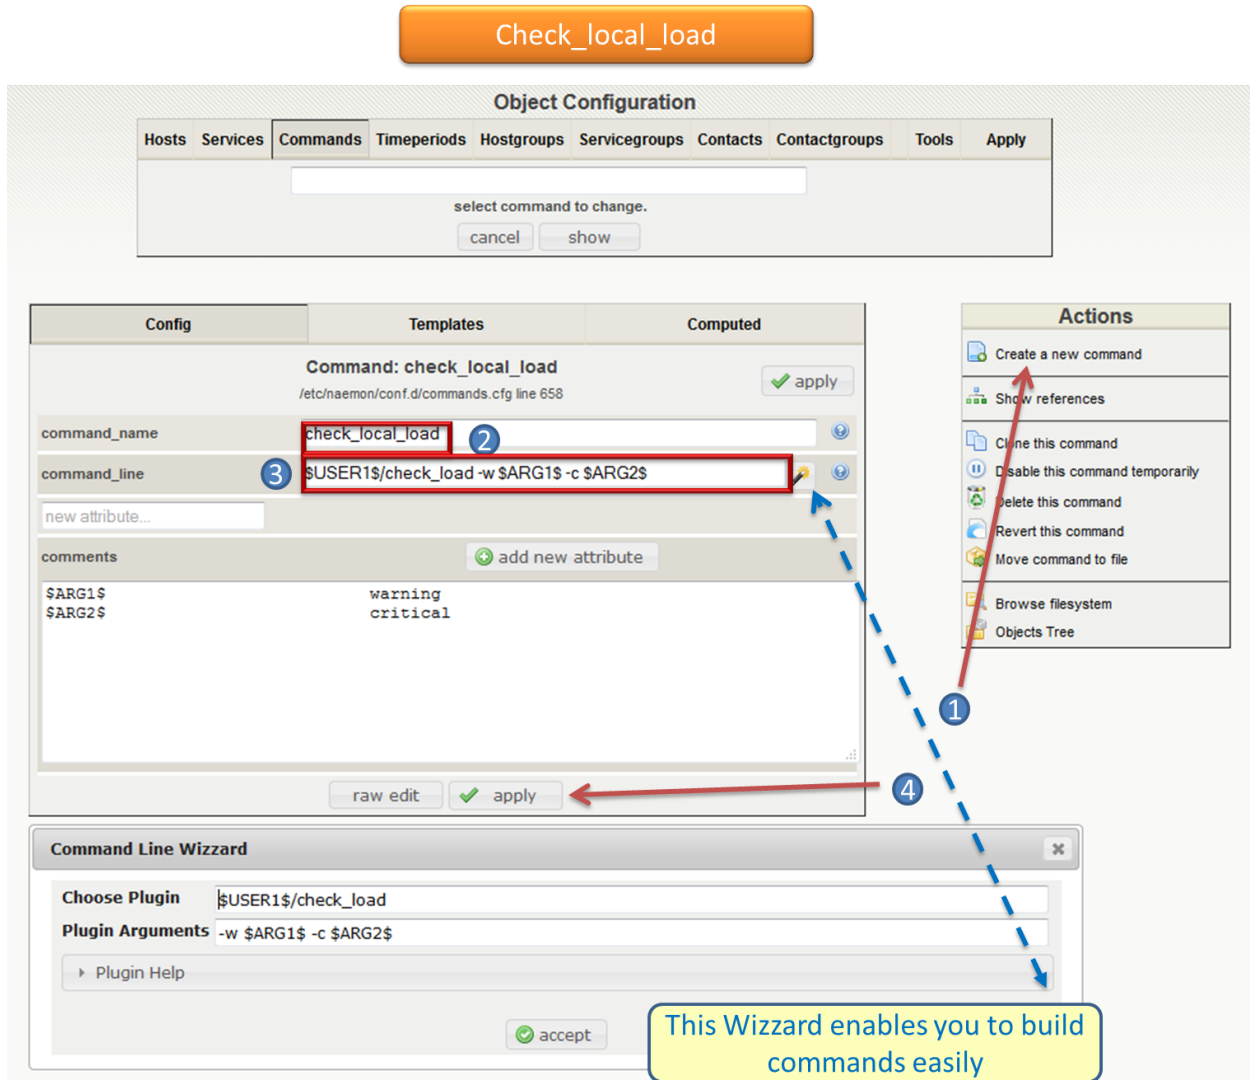 Check_local_load
Object Configuration
Hosts Services Commands Timeperiods Hostgroups Servicegroups Contacts Contactgroups Tools Apply
select command to change.
cancel show
Config Templates Computed
Command: check_local_load
/etc/naemon/conf.d/commands.cfg line 658
apply
command_name check_local_load 2
command_line 3 $USER1$/check_load -w $ARG1$ -c $ARG2$
new attribute...
comments add new attribute
$ARG1$ warning
$ARG2$ critical
raw edit apply
4
Actions
Create a new command
Show references
Clone this command
Disable this command temporarily
Delete this command
Revert this command
Move command to file
Browse filesystem
Objects Tree
1
Command Line Wizzard
Choose Plugin $USER1$/check_load
Plugin Arguments -w $ARG1$ -c $ARG2$
Plugin Help
accept
This Wizzard enables you to build
commands easily